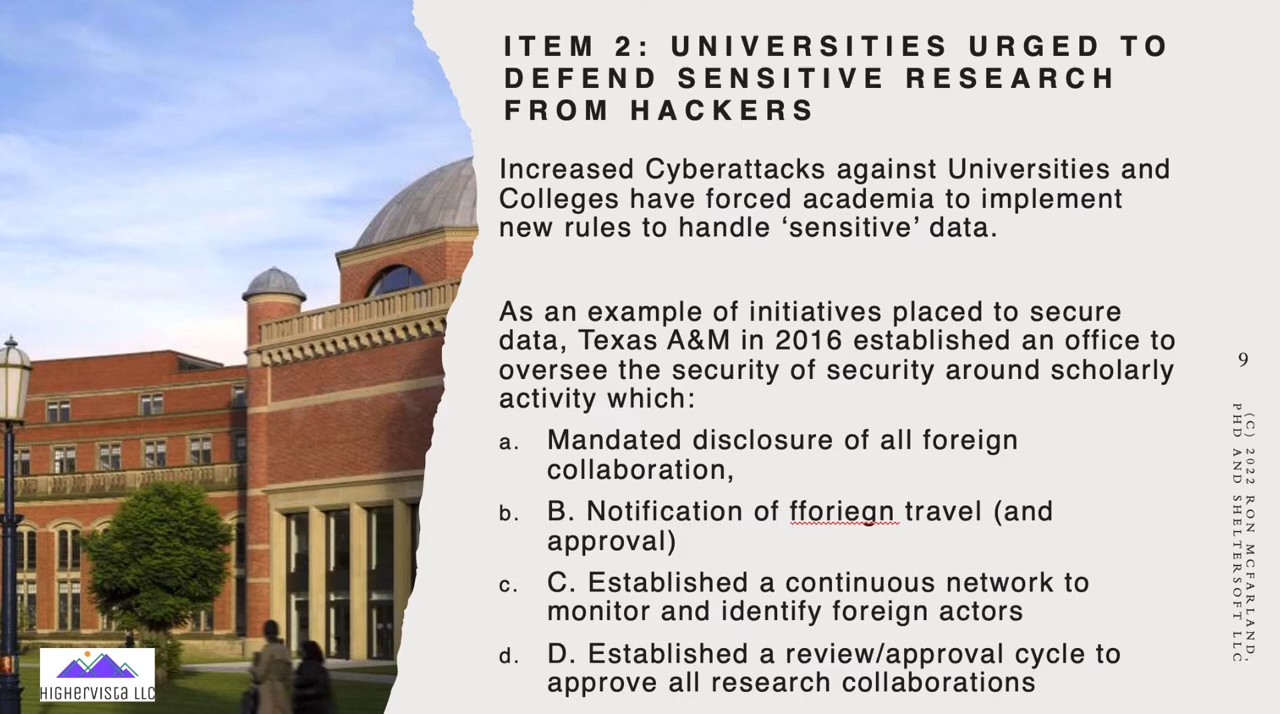 ITEM 2: UNIVERSITIES URGED TO
DEFEND SENSITIVE RESEARCH
FROM HACKERS
Increased Cyberattacks against Universities and
Colleges have forced academia to implement
new rules to handle ‘sensitive’ data.
As an example of initiatives placed to secure
data, Texas A&M in 2016 established an office to
oversee the security of security around scholarly
activity which:
a. Mandated disclosure of all foreign
collaboration,
b. B. Notification of fforiegn travel (and
approval)
c. C. Established a continuous network to
monitor and identify foreign actors
d. D. Established a review/approval cycle to
approve all research collaborations
9
(C) 2022 RON MCFARLAND,
PHD AND SHELTERSOFT LLC
HIGHERVISTA LLC